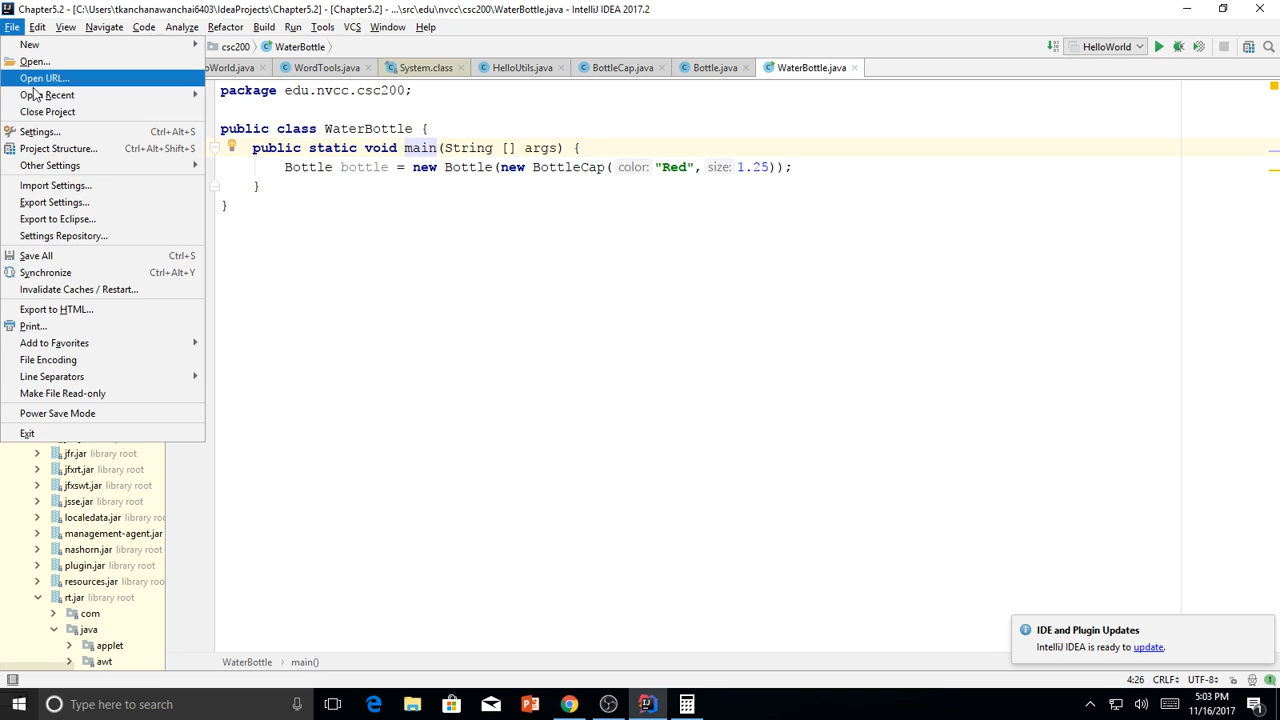 Chapter5.2 - [C:\Users\tkanchanawanchai6403\IdeaProjects\Chapter5.2] - [Chapter5.2] - ...\src\edu\nvcc\csc200\WaterBottle.java - IntelliJ IDEA 2017.2
File Edit View Navigate Code Analyze Refactor Build Run Tools VCS Window Help
csc200 WaterBottle HelloWorld
oWorld.java WordTools.java System.class HelloUtils.java BottleCap.java Bottle.java WaterBottle.java
New
Open...
Open URL...
Recent
Close Project
Settings... Ctrl+Alt+S
Project Structure... Ctrl+Alt+Shift+S
Other Settings
Import Settings...
Export Settings...
Export to Eclipse...
Settings Repository...
Save All Ctrl+S
Synchronize Ctrl+Alt+Y
Invalidate Caches / Restart...
Export to HTML...
Print...
Add to Favorites
File Encoding
Line Separators
Make File Read-only
Power Save Mode
Exit
package edu.nvcc.csc200;
public class WaterBottle {
public static void main(String [] args) {
Bottle bottle = new Bottle(new BottleCap( color: "Red", size: 1.25));
}
}
jfr.jar library root
jfxrt.jar library root
jfxswt.jar library root
jsse.jar library root
localedata.jar library roo
management-agent.jar
nashorn.jar library root
plugin.jar library root
resources.jar library root
rt.jar library root
com
java
applet
awt
IDE and Plugin Updates
IntelliJ IDEA is ready to update.
WaterBottle main()
4:26 CRLF÷ UTF-8÷
Type here to search
5:03 PM
11/16/2017